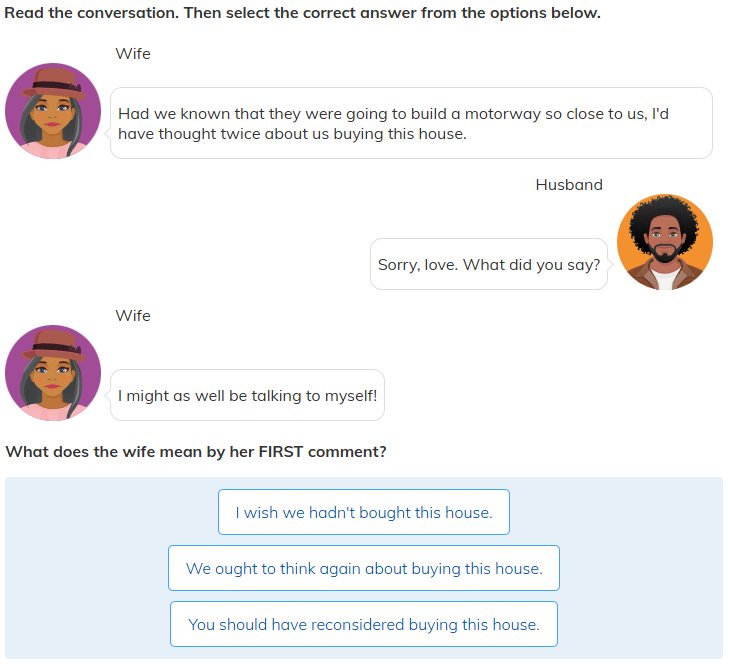 Read the conversation. Then select the correct answer from the options below.
Wife
Had we known that they were going to build a motorway so close to us, I'd
have thought twice about us buying this house.
Husband
Sorry, love. What did you say?
Wife
I might as well be talking to myself!
What does the wife mean by her FIRST comment?
I wish we hadn't bought this house.
We ought to think again about buying this house.
You should have reconsidered buying this house.